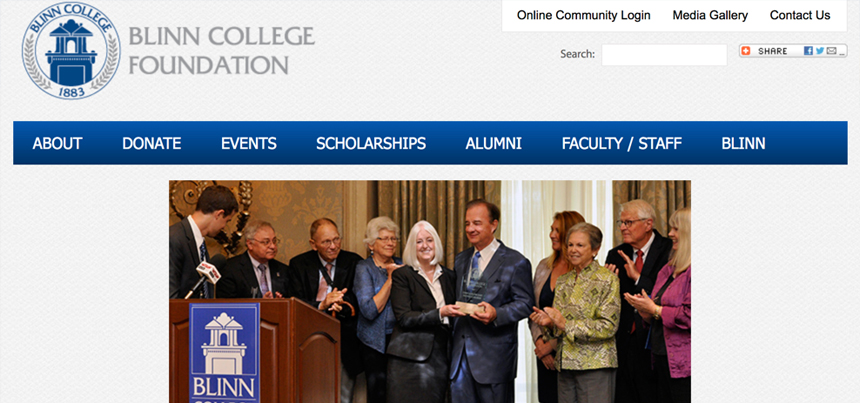 Online Community Login Media Gallery Contact Us
BLINN COLLEGE
1883
BLINN COLLEGE
FOUNDATION
Search:
SHARE
ABOUT DONATE EVENTS SCHOLARSHIPS ALUMNI FACULTY / STAFF BLINN
BLINN